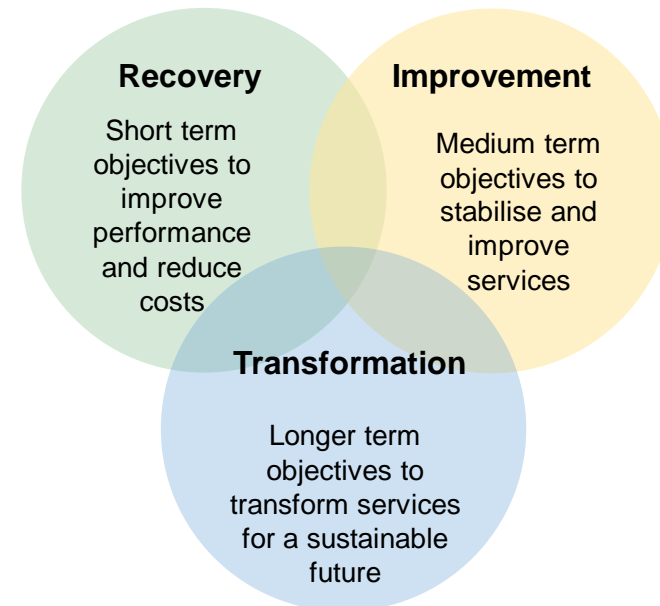 Recovery
Short term
objectives to
improve
performance
and reduce
costs
Improvement
Medium term
objectives to
stabilise and
improve
services
Transformation
Longer term
objectives to
transform services
for a sustainable
future